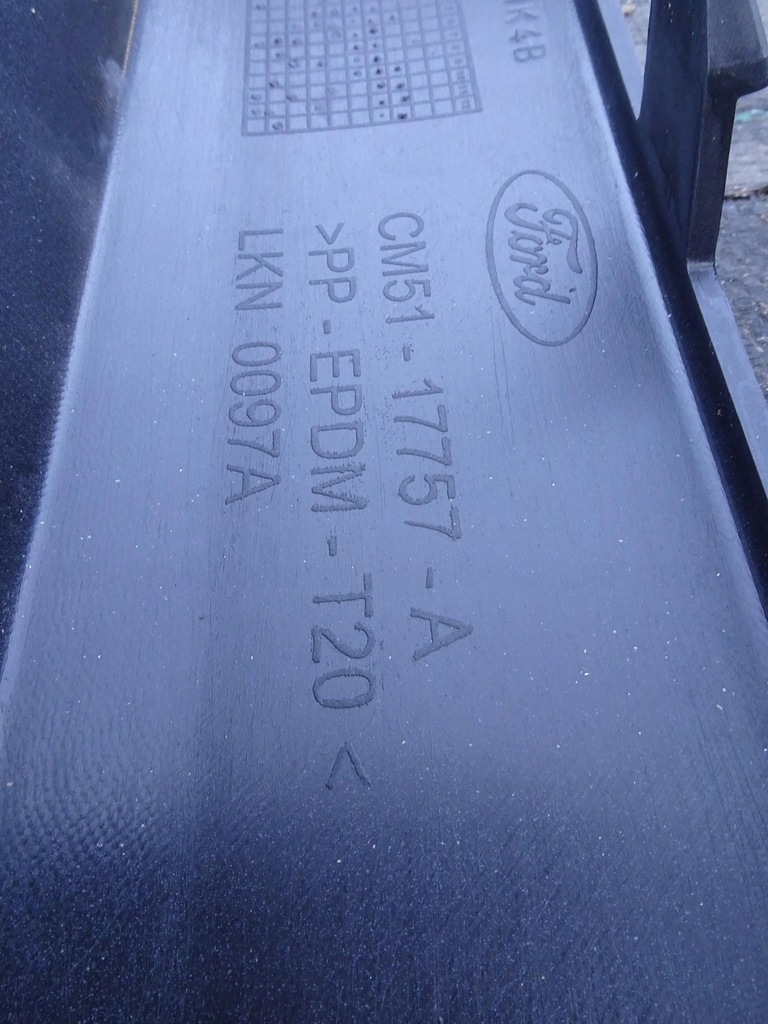 Ford
CM51-17757-A
>PP-EPDM-T20<
LKN 0097A